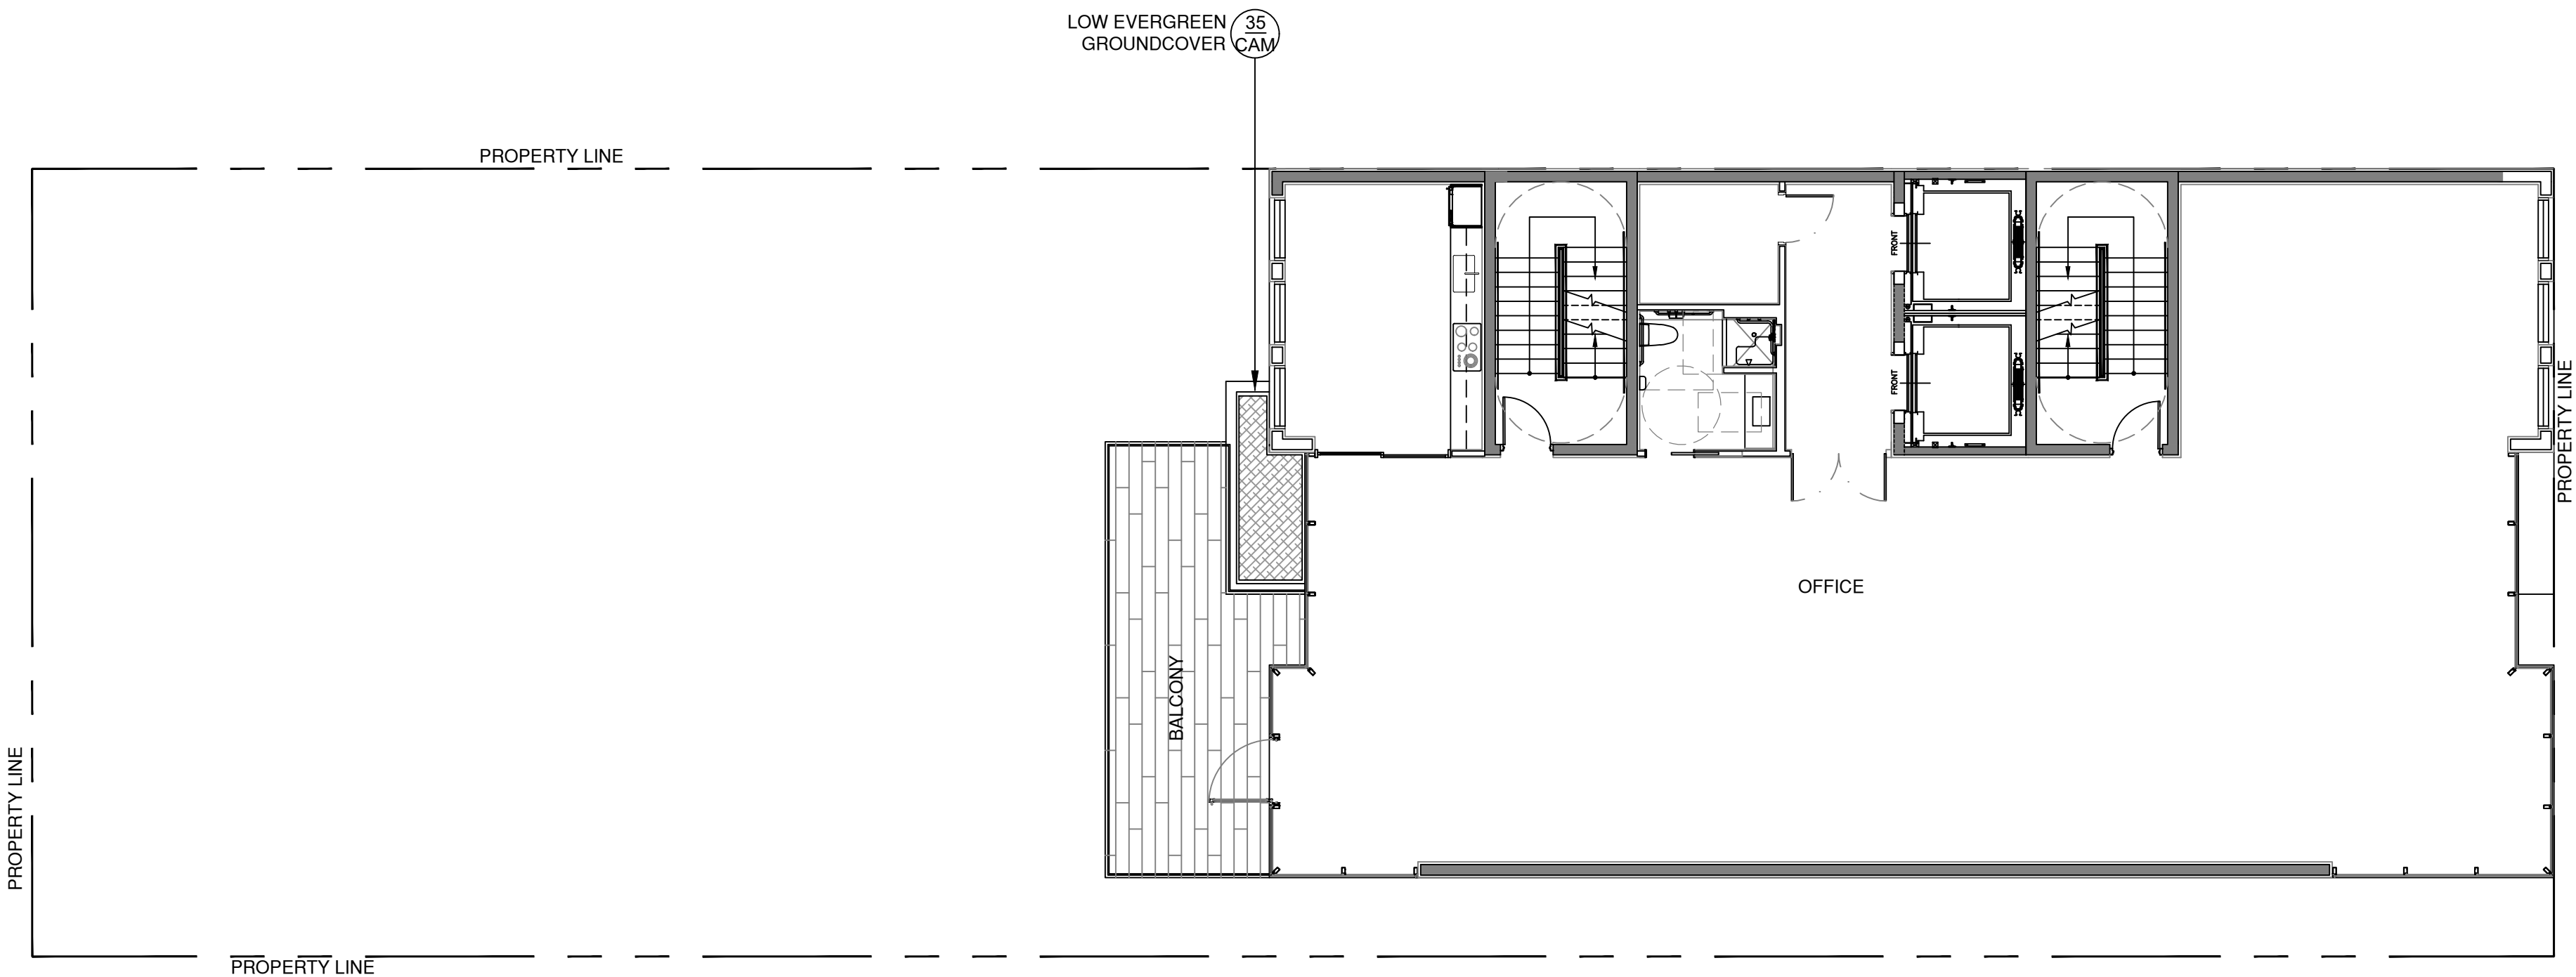 LOW EVERGREEN
GROUNDCOVER
35
CAM
PROPERTY LINE
FRONT
FRONT
PROPERTY LINE
OFFICE
BALCONY
PROPERTY LINE
PROPERTY LINE